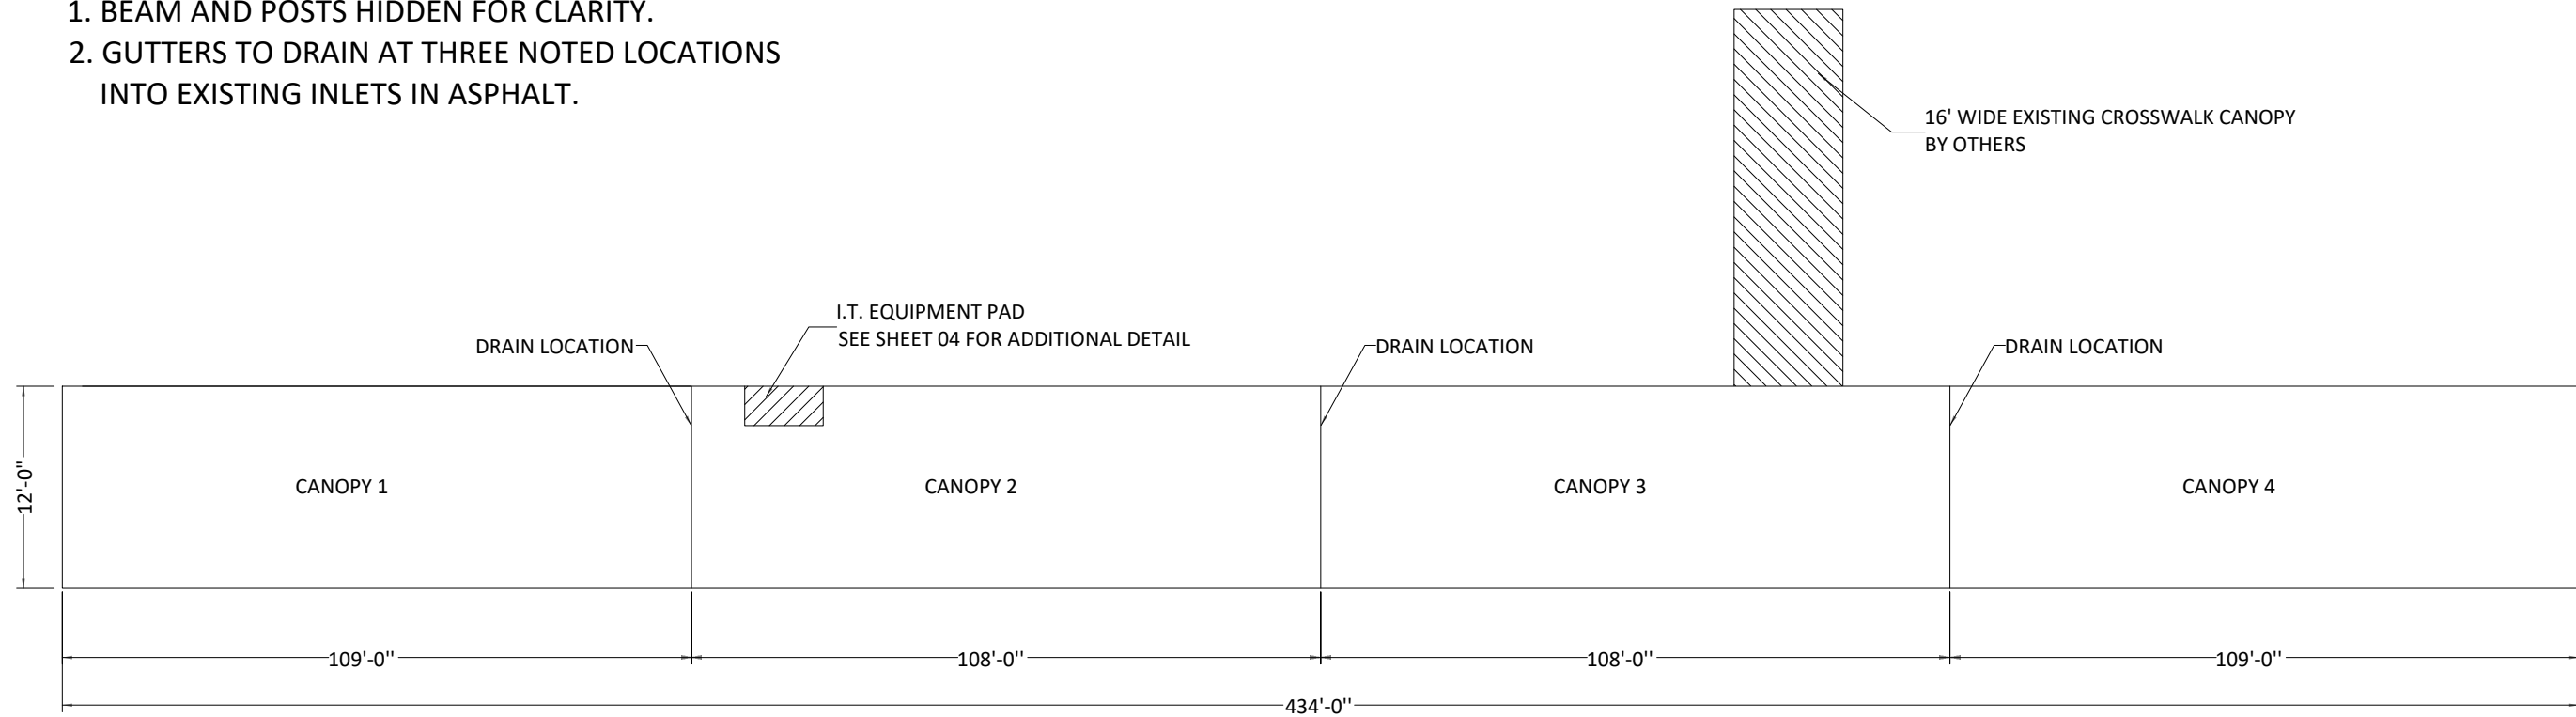 1. BEAM AND POSTS HIDDEN FOR CLARITY.
2. GUTTERS TO DRAIN AT THREE NOTED LOCATIONS
INTO EXISTING INLETS IN ASPHALT.
16' WIDE EXISTING CROSSWALK CANOPY
BY OTHERS
I.T. EQUIPMENT PAD
SEE SHEET 04 FOR ADDITIONAL DETAIL
DRAIN LOCATION
DRAIN LOCATION
DRAIN LOCATION
12'-0"
CANOPY 1
CANOPY 2
CANOPY 3
CANOPY 4
109'-0"
108'-0"
108'-0"
109'-0"
434'-0"